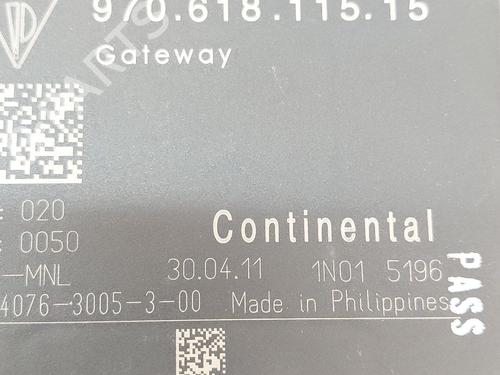 970.618.115.15
Gateway
: 020
: 0050
Continental
-MNL 30.04.11 1N01 5196
4076-3005-3-00 Made in Philippines
PASS
PARTS